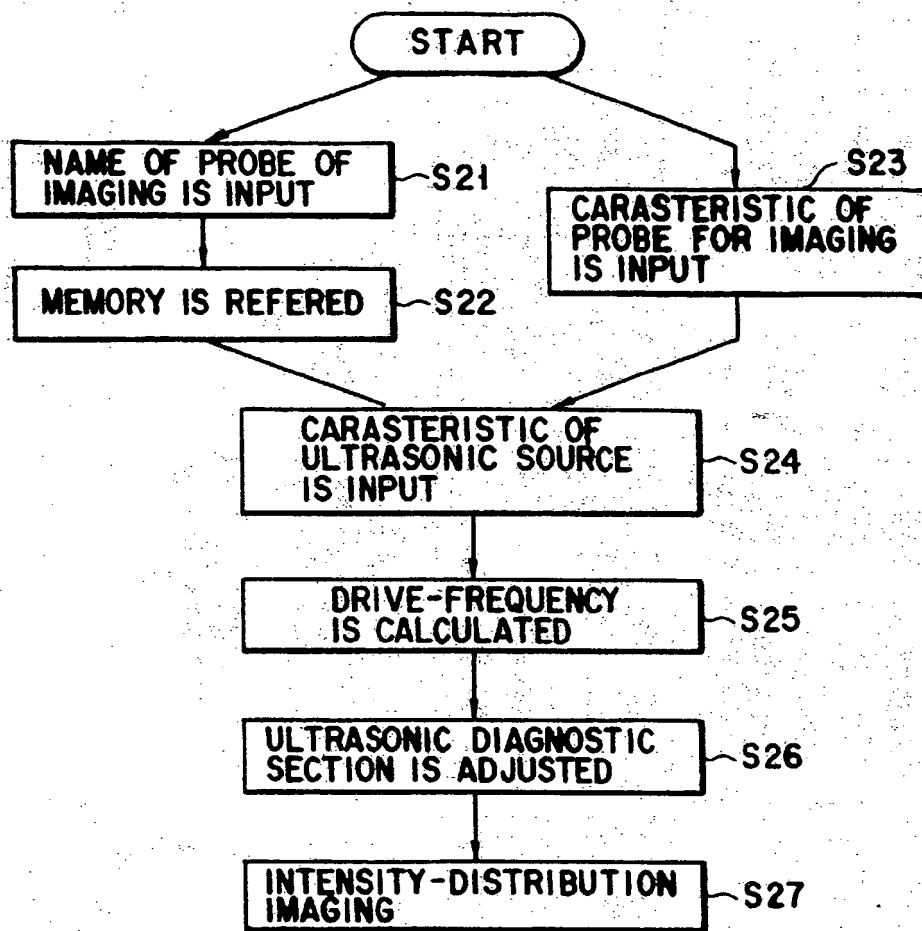 START
NAME OF PROBE OF
IMAGING IS INPUT
S21
MEMORY IS REFERED
S22
S23
CARASTERISTIC OF
PROBE FOR IMAGING
IS INPUT
CARASTERISTIC OF
ULTRASONIC SOURCE
IS INPUT
S24
DRIVE-FREQUENCY
IS CALCULATED
S25
ULTRASONIC DIAGNOSTIC
SECTION IS ADJUSTED
S26
INTENSITY-DISTRIBUTION
IMAGING
S27